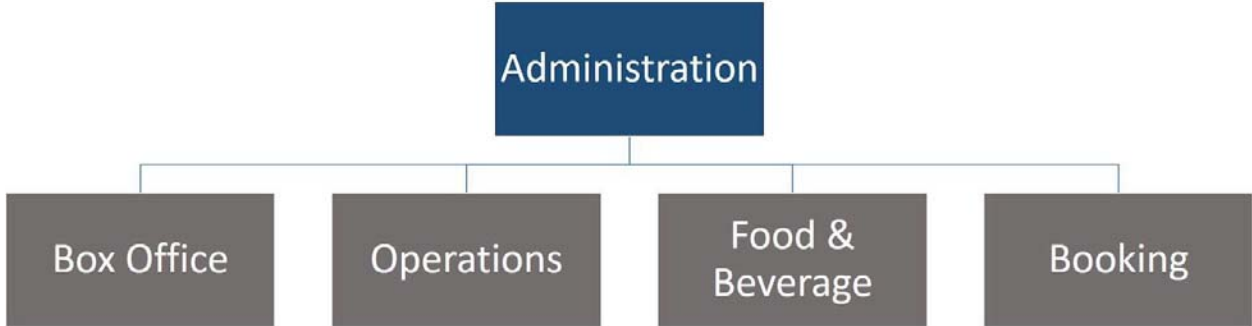 Administration
Box Office
Operations
Food &
Beverage
Booking